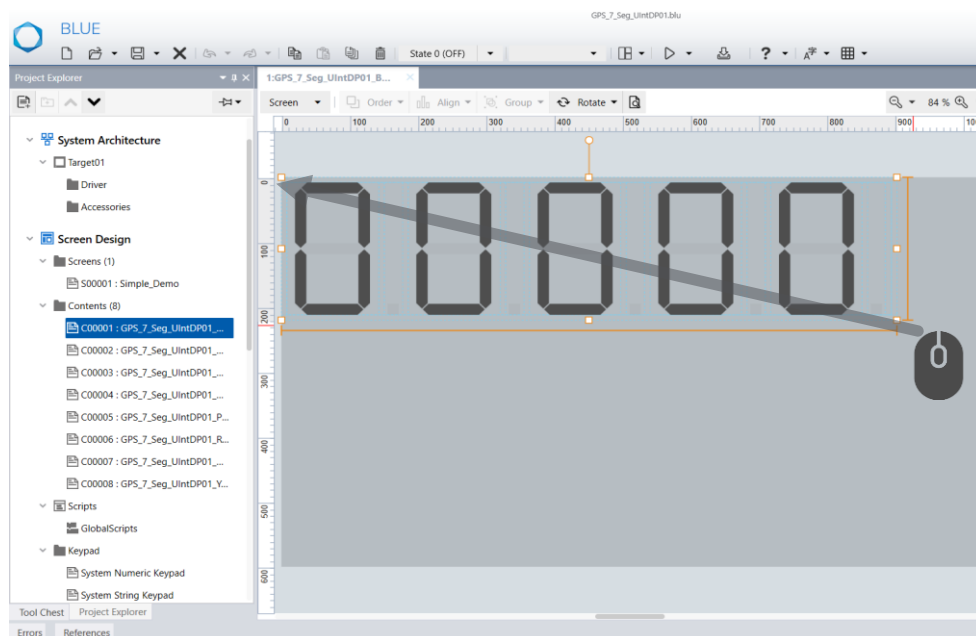 GPS_7_Seg_UIntDP01.blu
BLUE
State 0 (OFF)
Project Explorer
1:GPS_7_Seg_UIntDP01_B...
Screen Order Align Group Rotate 84 %
0 100 200 300 400 500 600 700 800 900 10
System Architecture
Target01
Driver
Accessories
Screen Design
Screens (1)
S00001 : Simple_Demo
Contents (8)
C00001 : GPS_7_Seg_UIntDP01_...
C00002 : GPS_7_Seg_UIntDP01_...
C00003 : GPS_7_Seg_UIntDP01_...
C00004 : GPS_7_Seg_UIntDP01_...
C00005 : GPS_7_Seg_UIntDP01_P...
C00006 : GPS_7_Seg_UIntDP01_R...
C00007 : GPS_7_Seg_UIntDP01_...
C00008 : GPS_7_Seg_UIntDP01_Y...
Scripts
GlobalScripts
Keypad
System Numeric Keypad
System String Keypad
Tool Chest Project Explorer
Errors References
0
100
200
300
400
500
600
00000